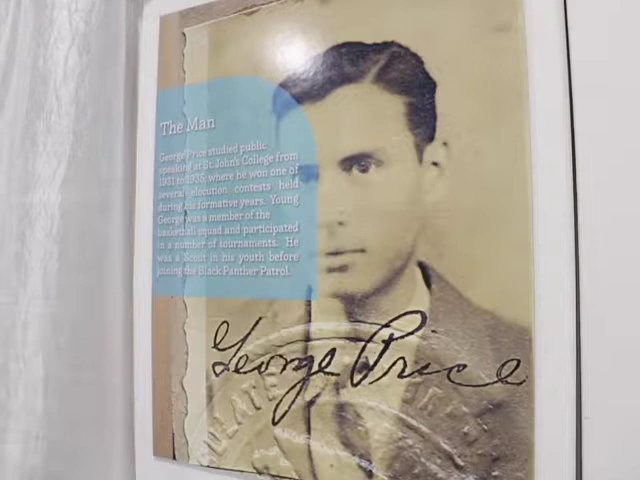 The Man
George Price studied public
speaking at St. John's College from
1931 to 1935, where he won one of
several elocution contests held
during his formative years. Young
George was a member of the
basketball squad and participated
in a number of tournaments. He
was a Scout in his youth before
joining the Black Panther Patrol.
George Price